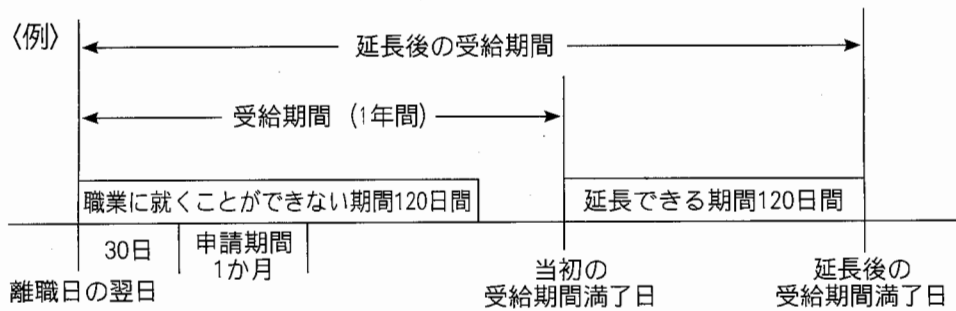 〈例〉
延長後の受給期間
受給期間（1年間）
職業に就くことができない期間120日間
延長できる期間120日間
30日
申請期間
1か月
離職日の翌日
当初の
受給期間満了日
延長後の
受給期間満了日